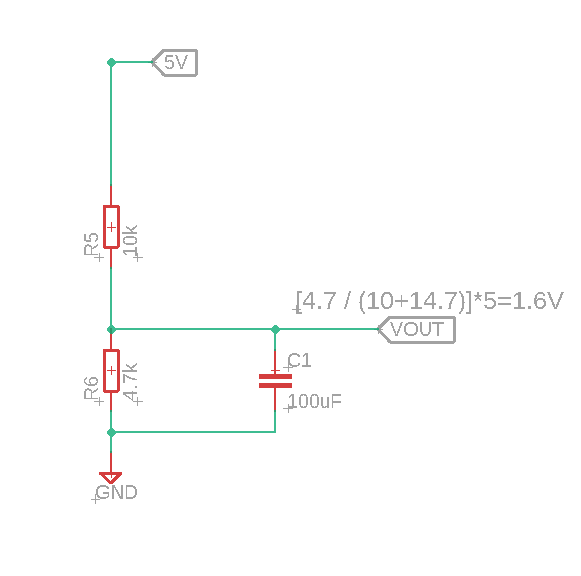 5V
R5
10k
[4.7 / (10+14.7)]*5=1.6V
VOUT
R6
4.7k
C1
100uF
GND